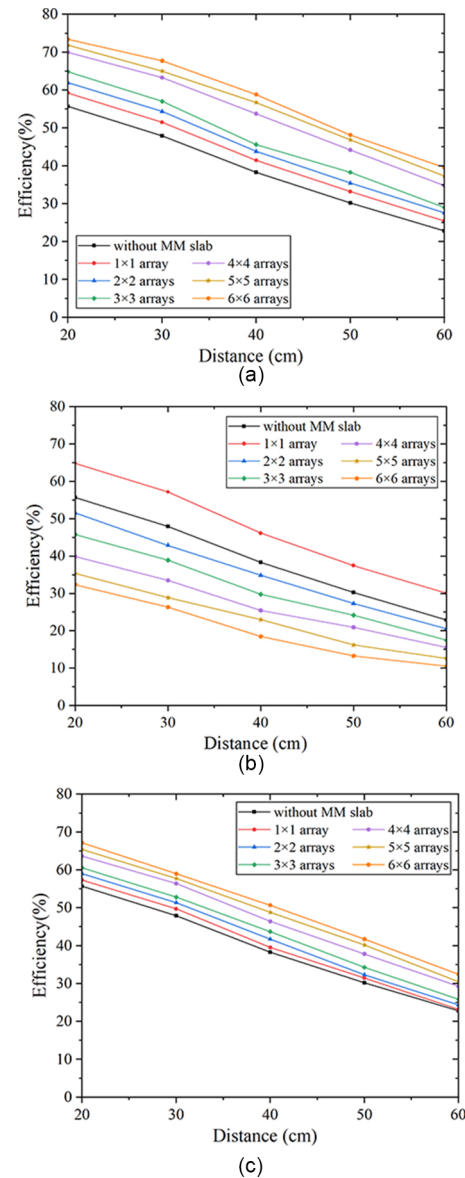 80
70
60
50
40
30
20
10
0
Efficiency(%)
without MM slab
1×1 array 4×4 arrays
2×2 arrays 5×5 arrays
3×3 arrays 6×6 arrays
20 30 40 50 60
Distance (cm)
(a)
80
70
60
50
40
30
20
10
0
Efficiency(%)
without MM slab
1×1 array 4×4 arrays
2×2 arrays 5×5 arrays
3×3 arrays 6×6 arrays
20 30 40 50 60
Distance (cm)
(b)
80
70
60
50
40
30
20
10
0
Efficiency(%)
without MM slab
1×1 array 4×4 arrays
2×2 arrays 5×5 arrays
3×3 arrays 6×6 arrays
20 30 40 50 60
Distance (cm)
(c)